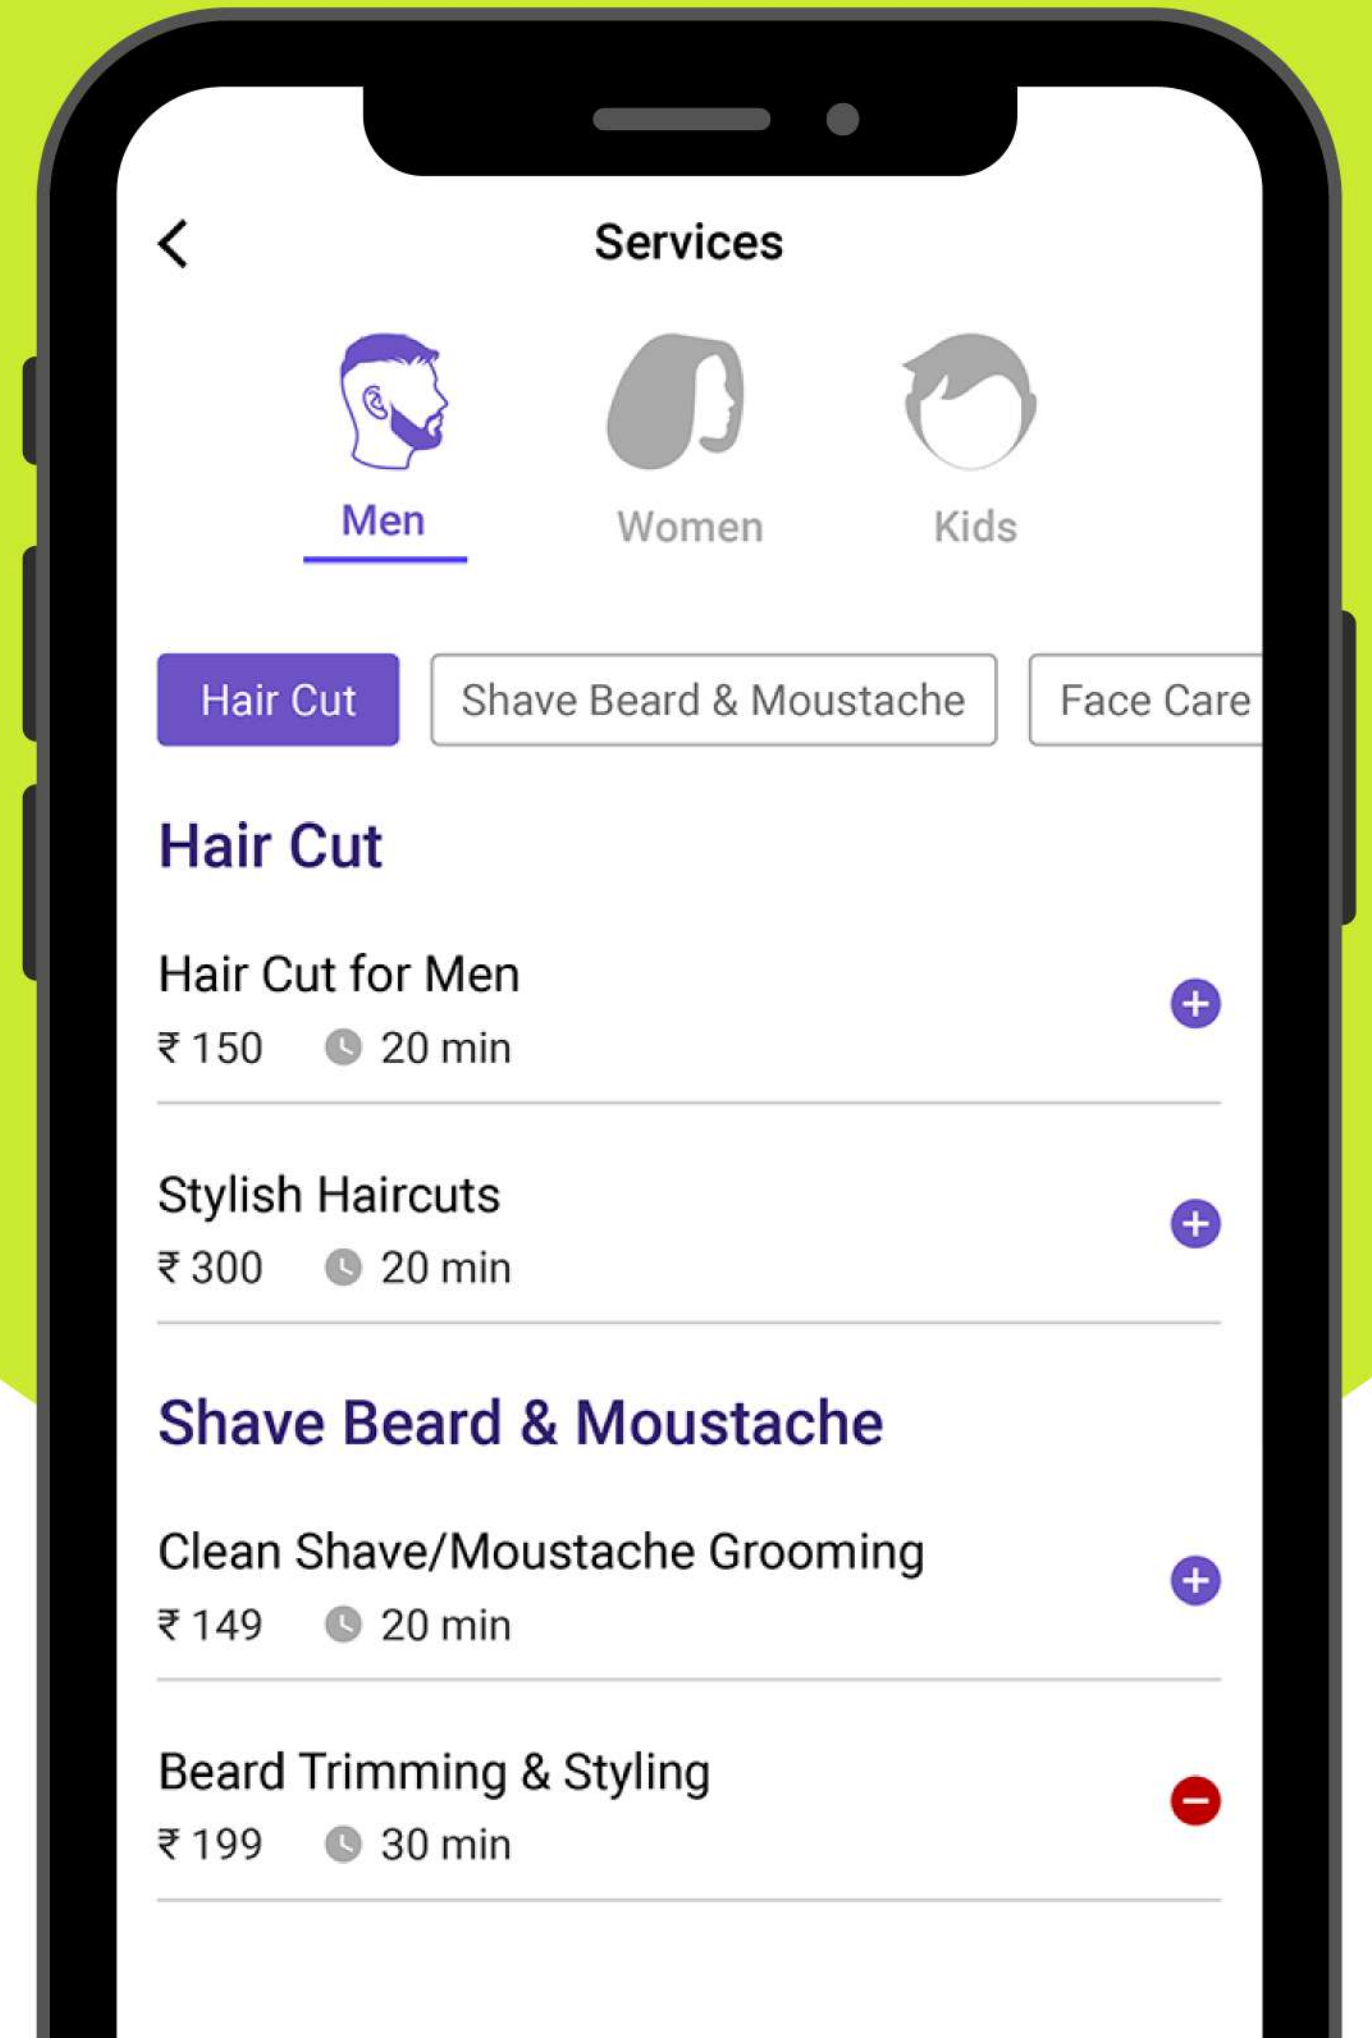 Services
Men Women Kids
Hair Cut Shave Beard & Moustache Face Care
Hair Cut
Hair Cut for Men
₹ 150 20 min
Stylish Haircuts
₹ 300 20 min
Shave Beard & Moustache
Clean Shave/Moustache Grooming
₹ 149 20 min
Beard Trimming & Styling
₹ 199 30 min